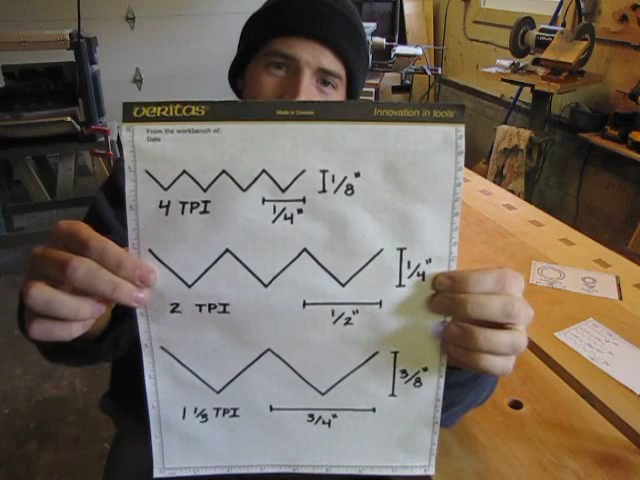 veritas
Made in Canada
Innovation in tools
From the workbench of:
Date
1/8"
4 TPI
1/4"
1/4"
2 TPI
1/2"
3/8"
1 1/3 TPI
3/4"